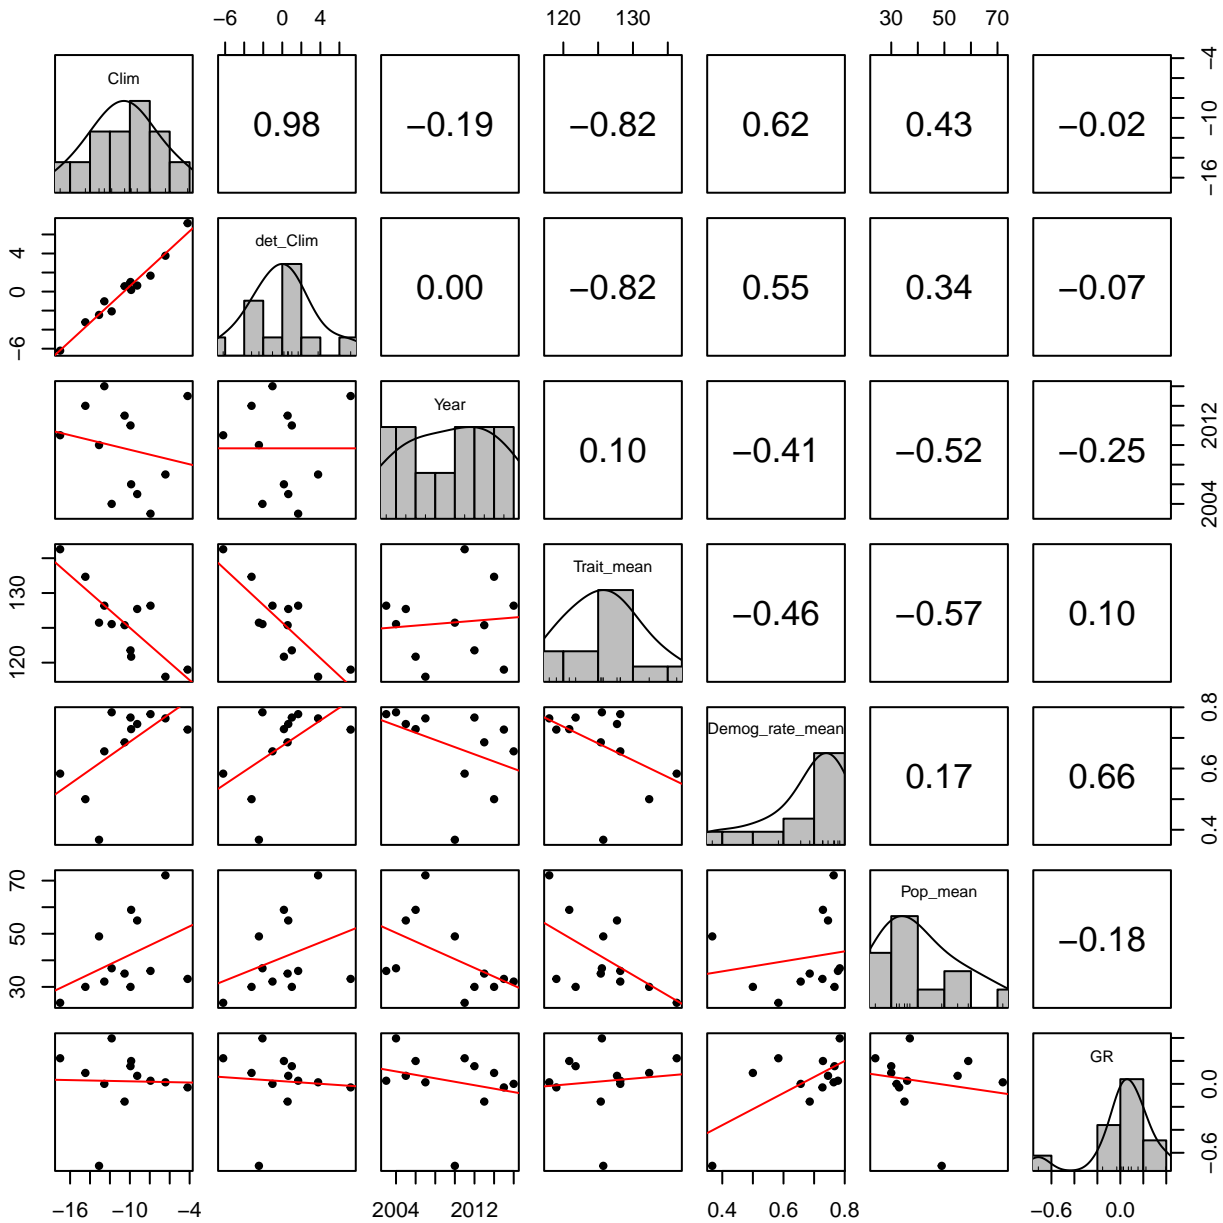 −6 0 4 120 130 30 50 70
Clim 0.98 −0.19 −0.82 0.62 0.43 −0.02 −16 −10 −4
−6 0 4 det_Clim 0.00 −0.82 0.55 0.34 −0.07
Year 0.10 −0.41 −0.52 −0.25 2004 2012
120 130 Trait_mean −0.46 −0.57 0.10
Demog_rate_mean 0.17 0.66 0.4 0.6 0.8
30 50 70 Pop_mean −0.18
GR −0.6 0.0
−16 −10 −4 2004 2012 0.4 0.6 0.8 −0.6 0.0